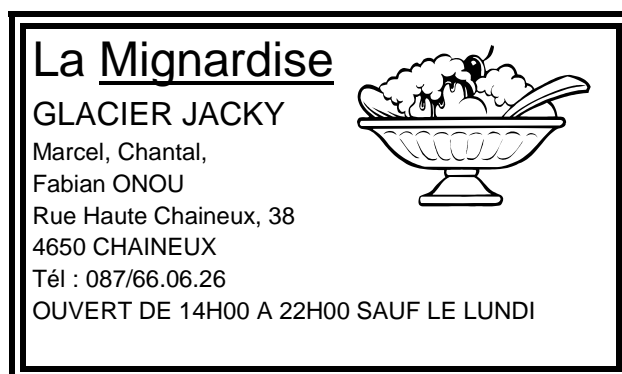 La Mignardise
GLACIER JACKY
Marcel, Chantal,
Fabian ONOU
Rue Haute Chaineux, 38
4650 CHAINEUX
Tél : 087/66.06.26
OUVERT DE 14H00 A 22H00 SAUF LE LUNDI